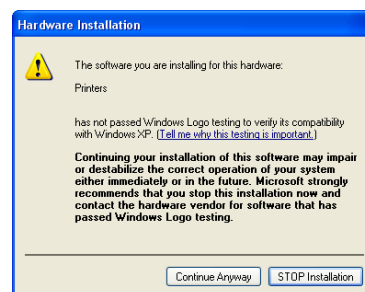 Hardware Installation
The software you are installing for this hardware:
Printers
has not passed Windows Logo testing to verify its compatibility
with Windows XP. (Tell me why this testing is important.)
Continuing your installation of this software may impair
or destabilize the correct operation of your system
either immediately or in the future. Microsoft strongly
recommends that you stop this installation now and
contact the hardware vendor for software that has
passed Windows Logo testing.
Continue Anyway STOP Installation